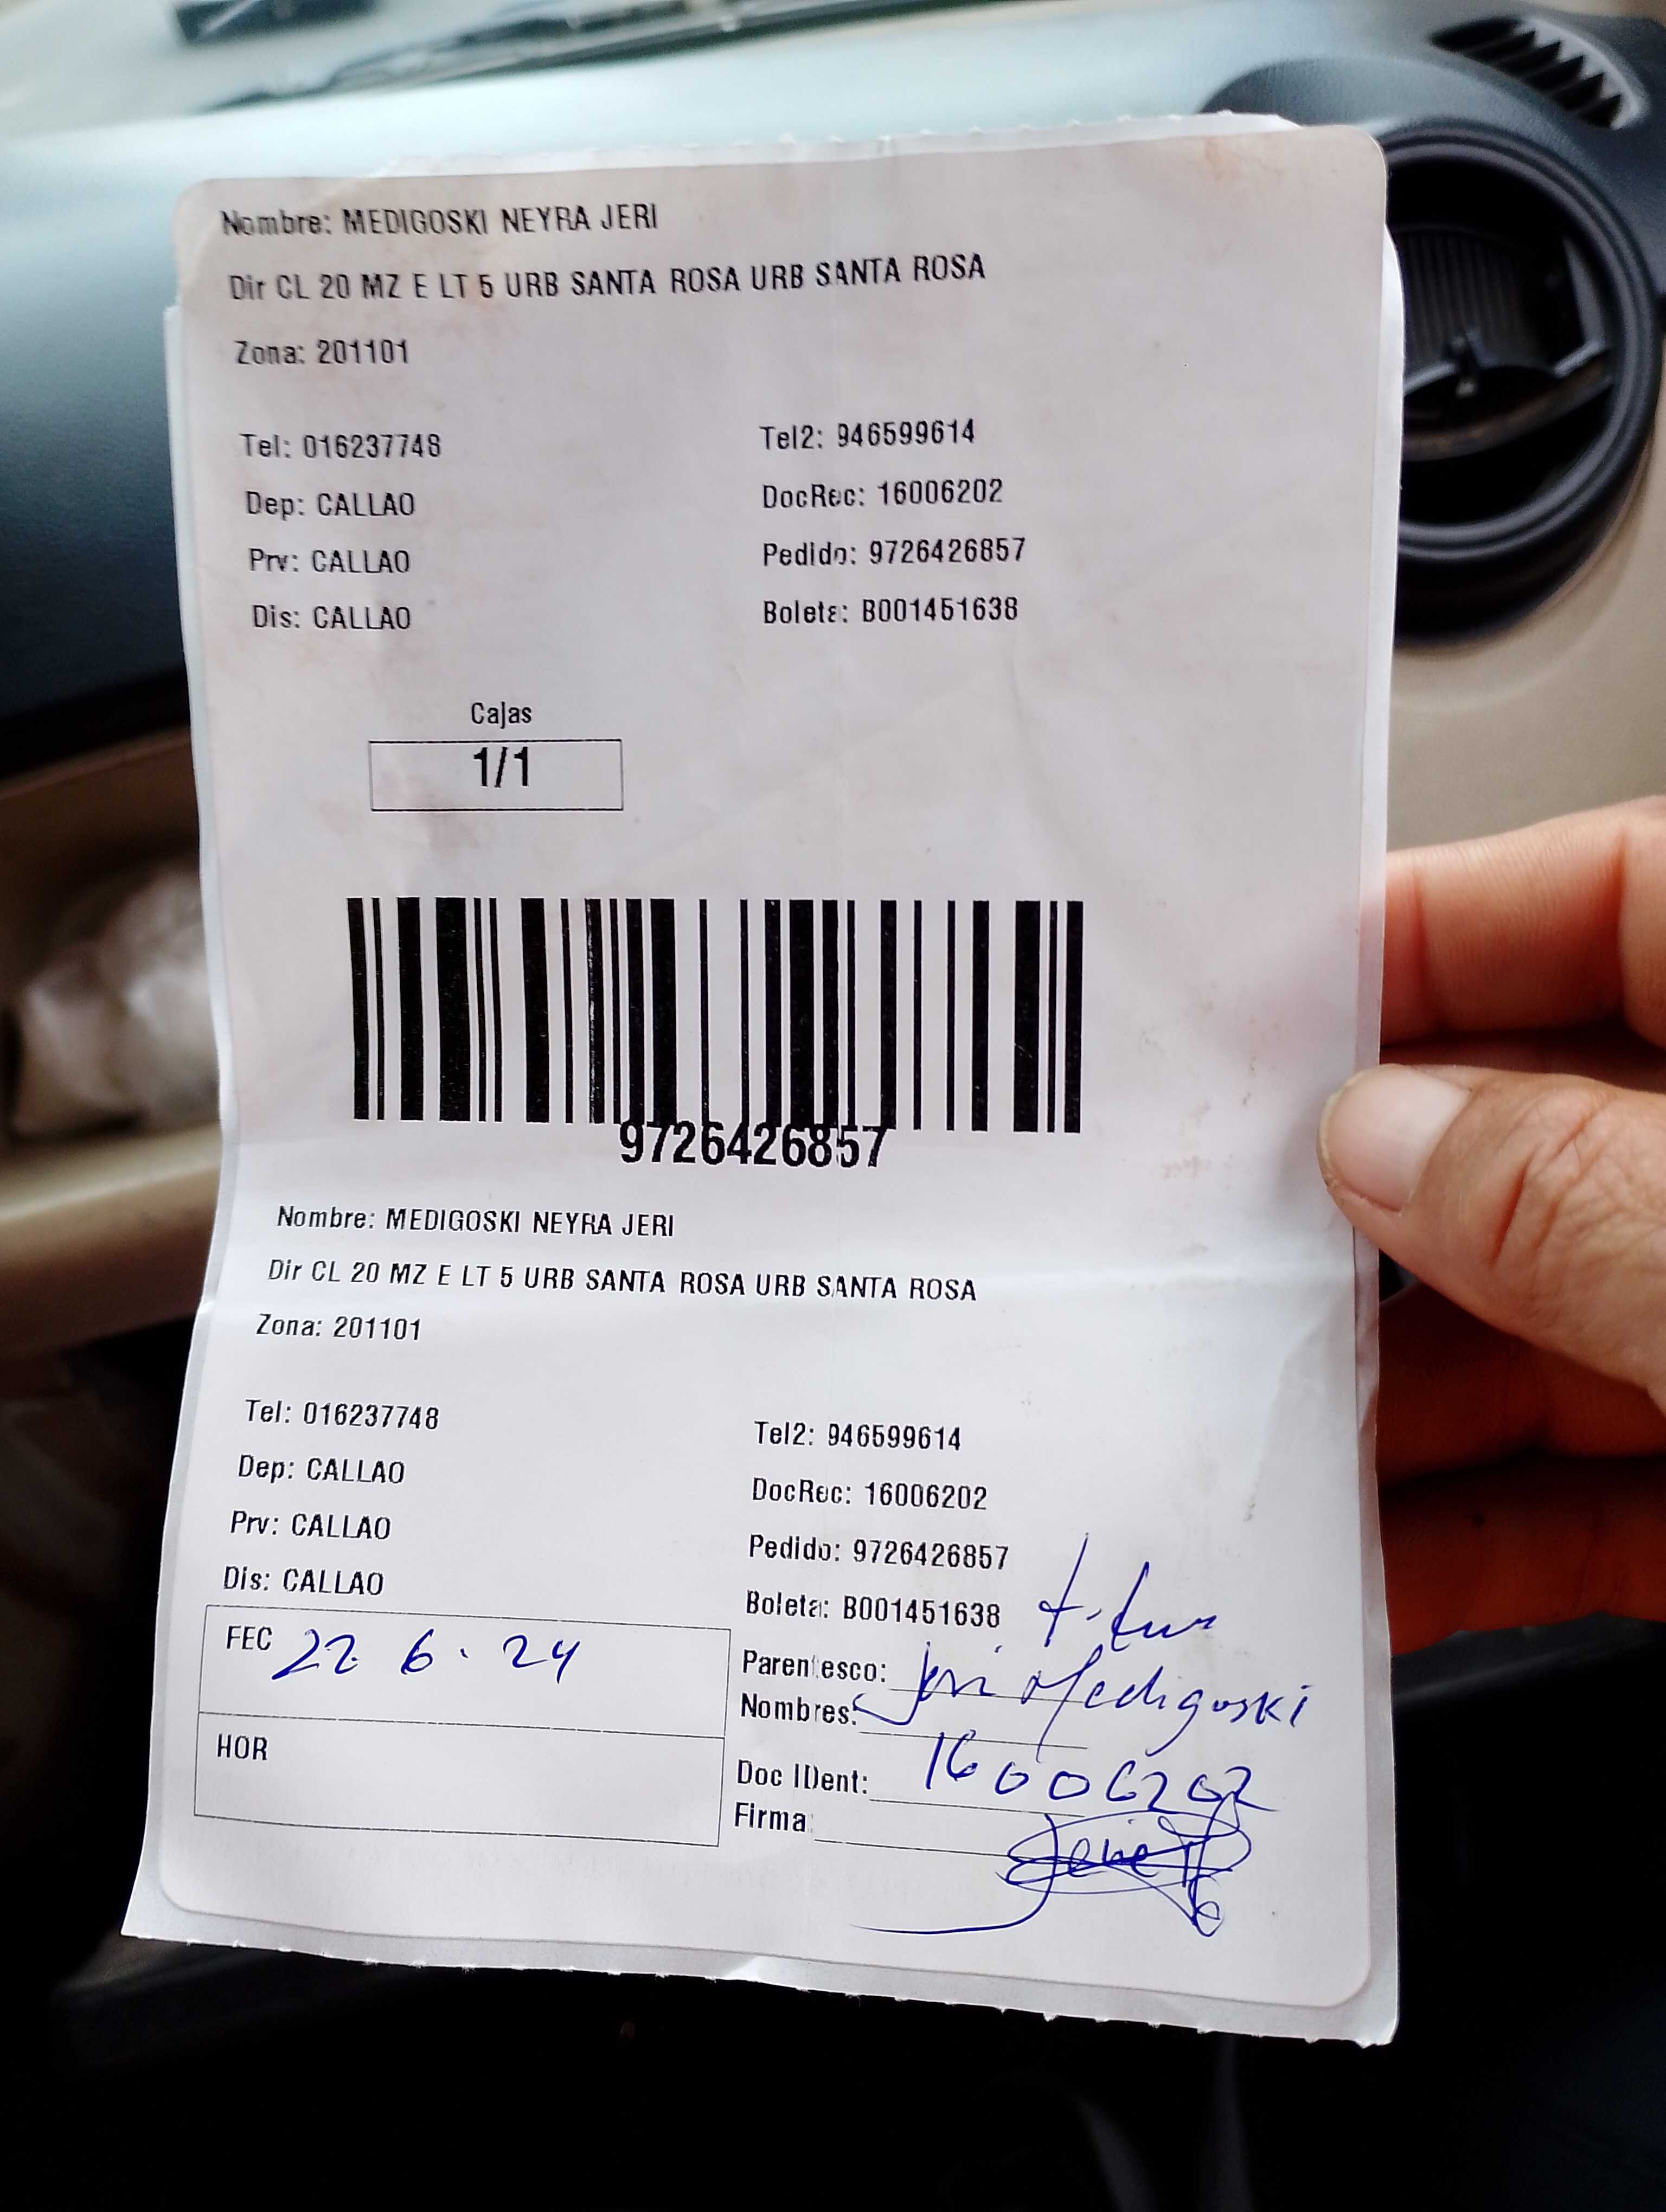 Nombre: MEDIGOSKI NEYRA JERI
Dir CL 20 MZ E LT 5 URB SANTA ROSA URB SANTA ROSA
Zona: 201101
Tel: 016237748 Tel2: 946599614
Dep: CALLAO DocRec: 16006202
Prv: CALLAO Pedido: 9726426857
Dis: CALLAO Boleta: B001451638
Cajas
1/1
9726426857
Nombre: MEDIGOSKI NEYRA JERI
Dir CL 20 MZ E LT 5 URB SANTA ROSA URB SANTA ROSA
Zona: 201101
Tel: 016237748 Tel2: 946599614
Dep: CALLAO DocRec: 16006202
Prv: CALLAO Pedido: 9726426857
Dis: CALLAO Boleta: B001451638
FEC 22 6. 24
Parentesco:
Nombres: Jeri Medigoski
HOR
Doc IDent: 16006202
Firma